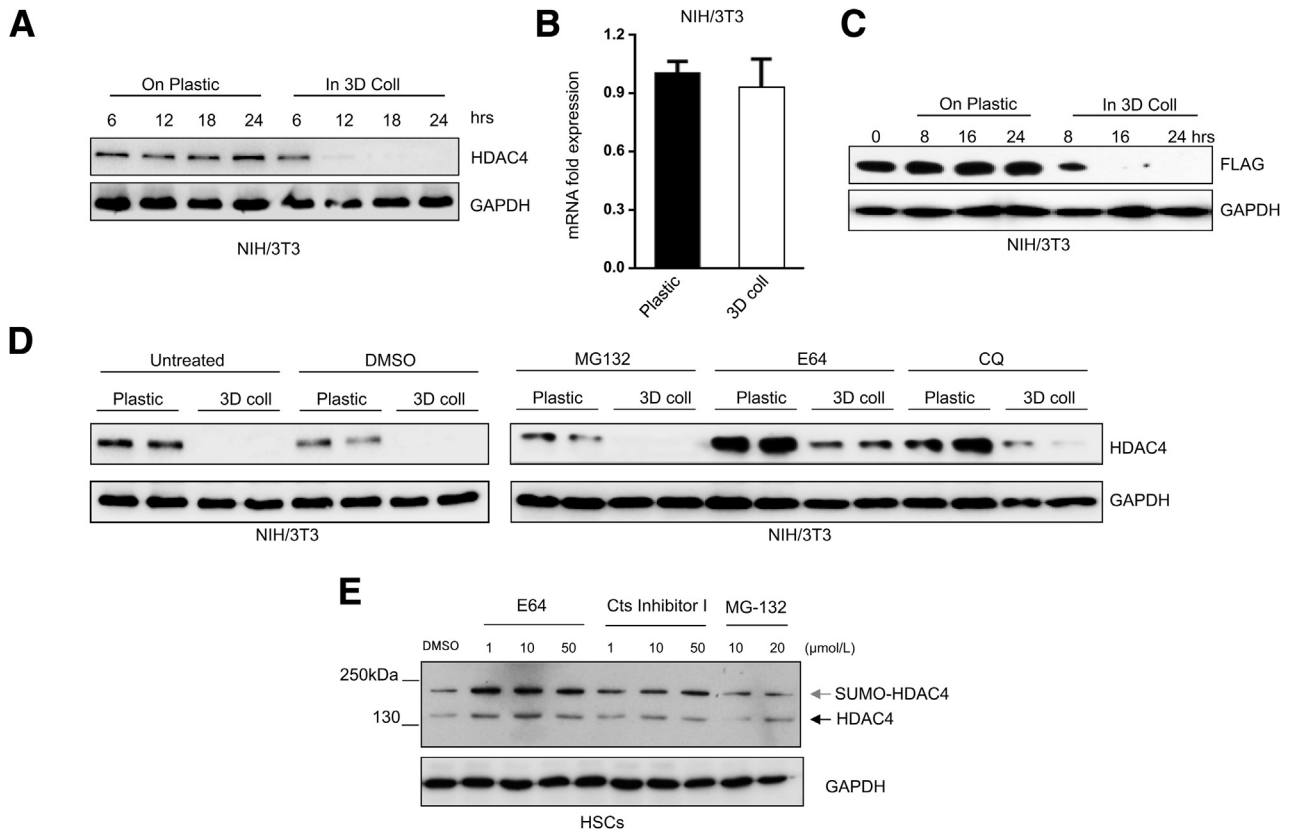 A
On Plastic In 3D Coll
6 12 18 24 6 12 18 24 hrs
HDAC4
GAPDH
NIH/3T3
B
NIH/3T3
1.2
0.9
0.6
0.3
0.0
mRNA fold expression
Plastic
3D coll
C
On Plastic In 3D Coll
0 8 16 24 8 16 24 hrs
FLAG
GAPDH
NIH/3T3
D
Untreated DMSO MG132 E64 CQ
Plastic 3D coll Plastic 3D coll Plastic 3D coll Plastic 3D coll Plastic 3D coll
HDAC4
GAPDH
NIH/3T3 NIH/3T3
E
E64 Cts Inhibitor I MG-132
DMSO 1 10 50 1 10 50 10 20 (μmol/L)
250kDa
SUMO-HDAC4
130
HDAC4
GAPDH
HSCs